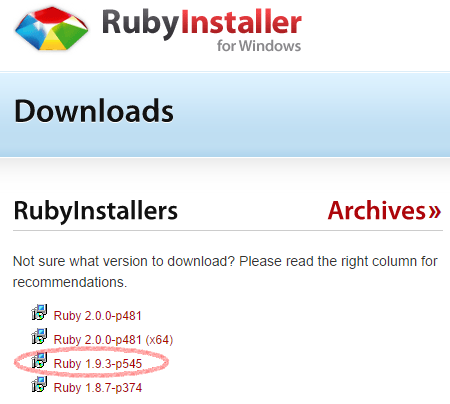 RubyInstaller
for Windows
Downloads
RubyInstallers
Archives»
Not sure what version to download? Please read the right column for
recommendations.
Ruby 2.0.0-p481
Ruby 2.0.0-p481 (x64)
Ruby 1.9.3-p545
Ruby 1.8.7-p374